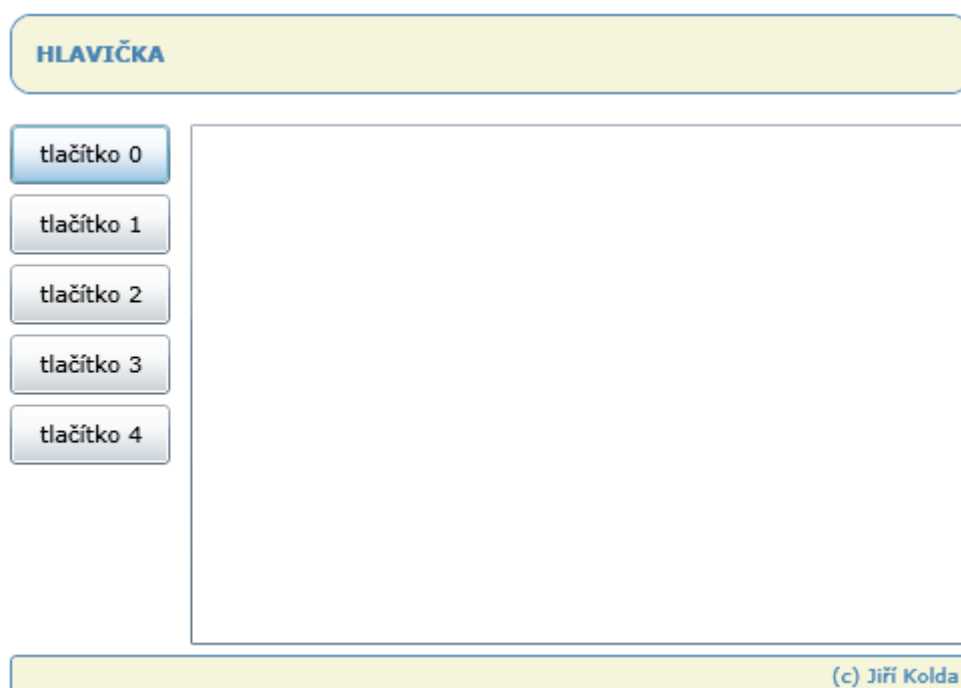 HLAVIČKA
tlačítko 0
tlačítko 1
tlačítko 2
tlačítko 3
tlačítko 4
(c) Jiří Kolda